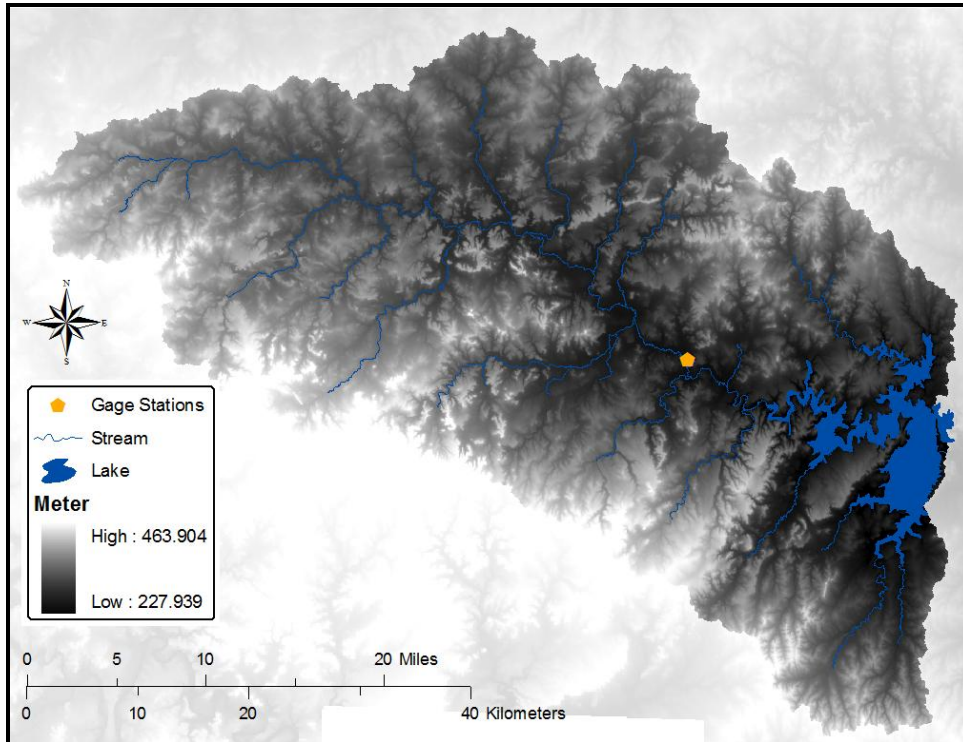 N
W E
S
Gage Stations
Stream
Lake
Meter
High : 463.904
Low : 227.939
0 5 10 20 Miles
0 10 20 40 Kilometers